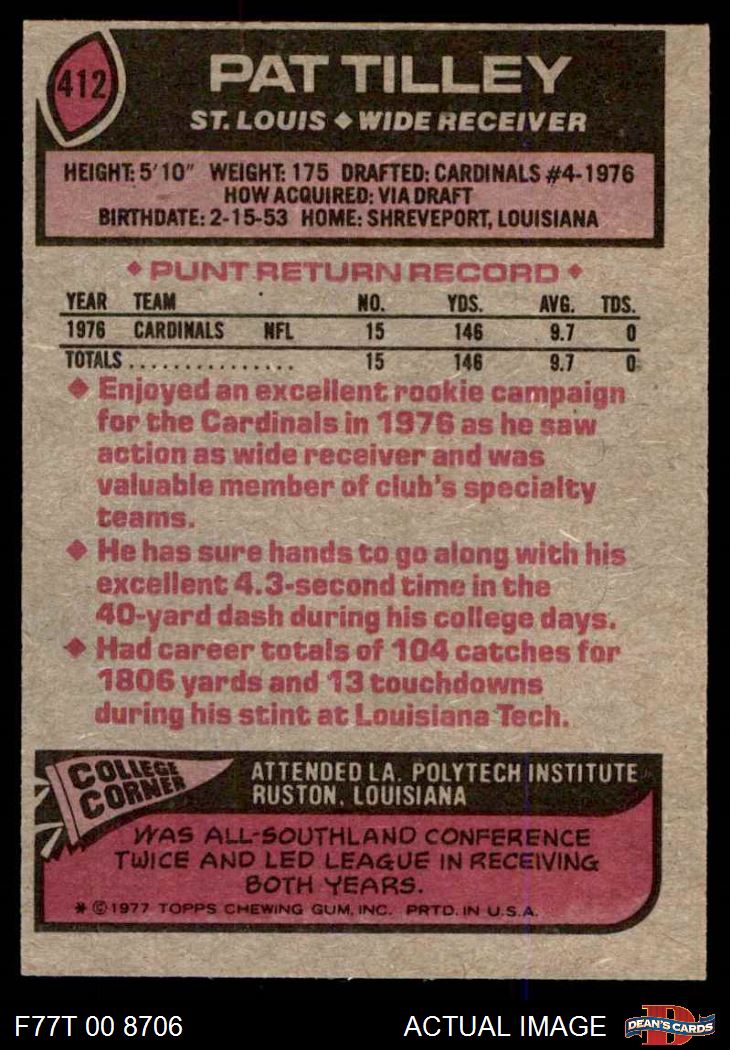 412
PAT TILLEY
ST. LOUIS ◆ WIDE RECEIVER
HEIGHT: 5'10" WEIGHT: 175 DRAFTED: CARDINALS #4-1976
HOW ACQUIRED: VIA DRAFT
BIRTHDATE: 2-15-53 HOME: SHREVEPORT, LOUISIANA
◆ PUNT RETURN RECORD ◆
YEAR TEAM NO. YDS. AVG. TDS.
1976 CARDINALS NFL 15 146 9.7 0
TOTALS ................ 15 146 9.7 0
◆ Enjoyed an excellent rookie campaign
for the Cardinals in 1976 as he saw
action as wide receiver and was
valuable member of club's specialty
teams.
◆ He has sure hands to go along with his
excellent 4.3-second time in the
40-yard dash during his college days.
◆ Had career totals of 104 catches for
1806 yards and 13 touchdowns
during his stint at Louisiana Tech.
COLLEGE
CORNER
ATTENDED LA. POLYTECH INSTITUTE
RUSTON, LOUISIANA
WAS ALL-SOUTHLAND CONFERENCE
TWICE AND LED LEAGUE IN RECEIVING
BOTH YEARS.
* © 1977 TOPPS CHEWING GUM, INC. PRTD. IN U.S.A.
F77T 00 8706
ACTUAL IMAGE
D
DEAN'S CARDS